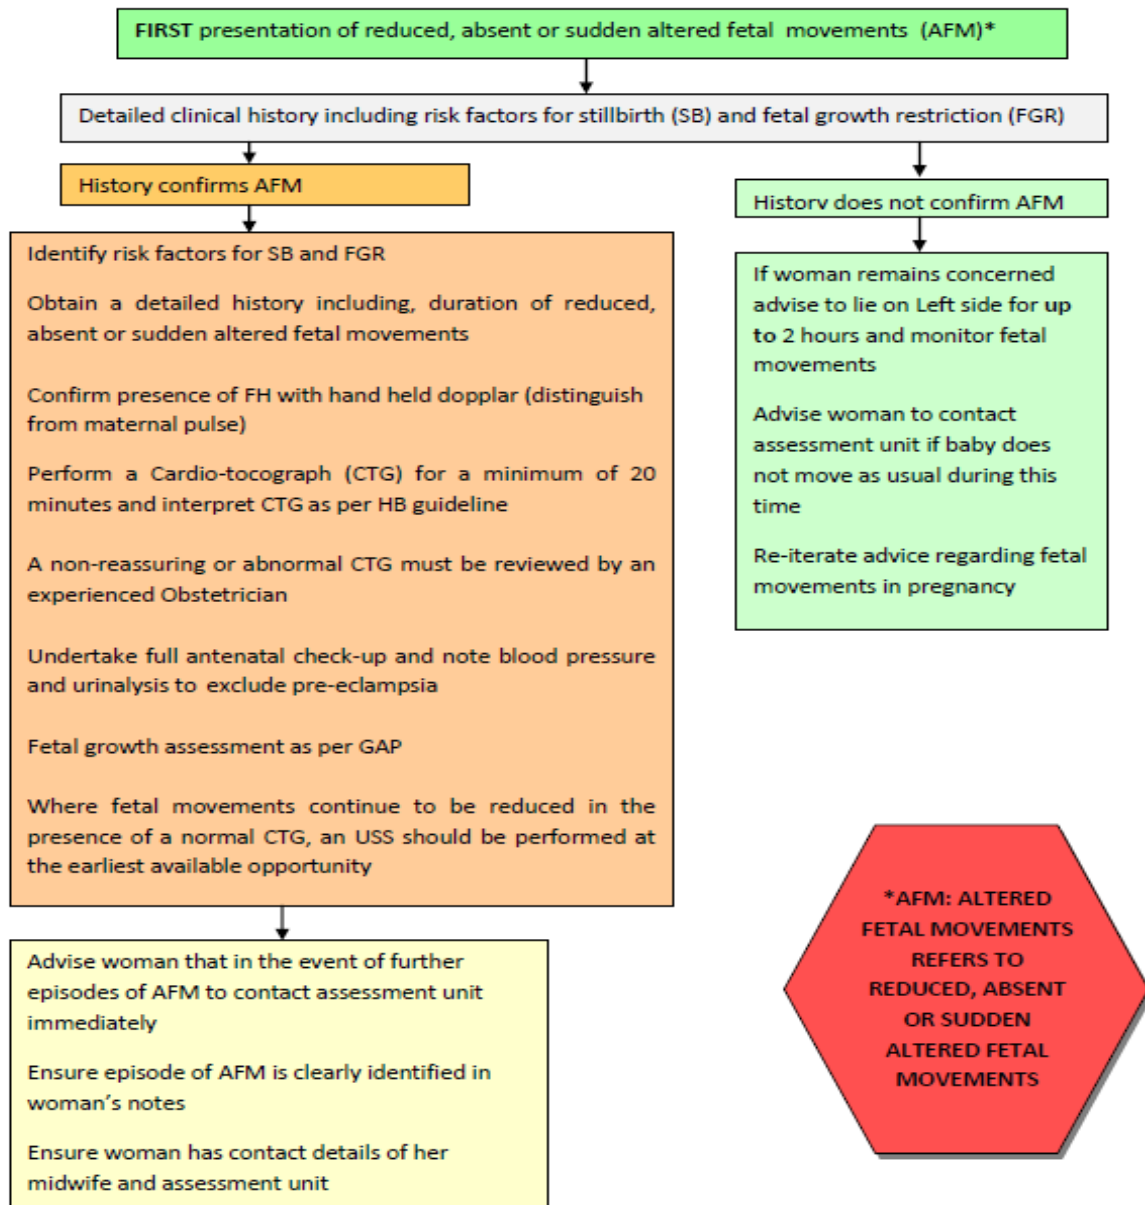 FIRST presentation of reduced, absent or sudden altered fetal movements (AFM)*
Detailed clinical history including risk factors for stillbirth (SB) and fetal growth restriction (FGR)
History confirms AFM
Identify risk factors for SB and FGR
Obtain a detailed history including, duration of reduced,
absent or sudden altered fetal movements
Confirm presence of FH with hand held dopplar (distinguish
from maternal pulse)
Perform a Cardio-tocograph (CTG) for a minimum of 20
minutes and interpret CTG as per HB guideline
A non-reassuring or abnormal CTG must be reviewed by an
experienced Obstetrician
Undertake full antenatal check-up and note blood pressure
and urinalysis to exclude pre-eclampsia
Fetal growth assessment as per GAP
Where fetal movements continue to be reduced in the
presence of a normal CTG, an USS should be performed at
the earliest available opportunity
Advise woman that in the event of further
episodes of AFM to contact assessment unit
immediately
Ensure episode of AFM is clearly identified in
woman's notes
Ensure woman has contact details of her
midwife and assessment unit
History does not confirm AFM
If woman remains concerned
advise to lie on Left side for up
to 2 hours and monitor fetal
movements
Advise woman to contact
assessment unit if baby does
not move as usual during this
time
Re-iterate advice regarding fetal
movements in pregnancy
*AFM: ALTERED
FETAL MOVEMENTS
REFERS TO
REDUCED, ABSENT
OR SUDDEN
ALTERED FETAL
MOVEMENTS